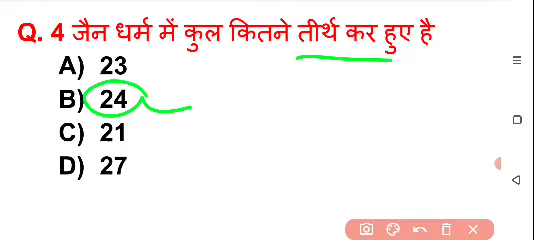 Q. 4 जैन धर्म में कुल कितने तीर्थ कर हुए है
A) 23
B) 24
C) 21
D) 27